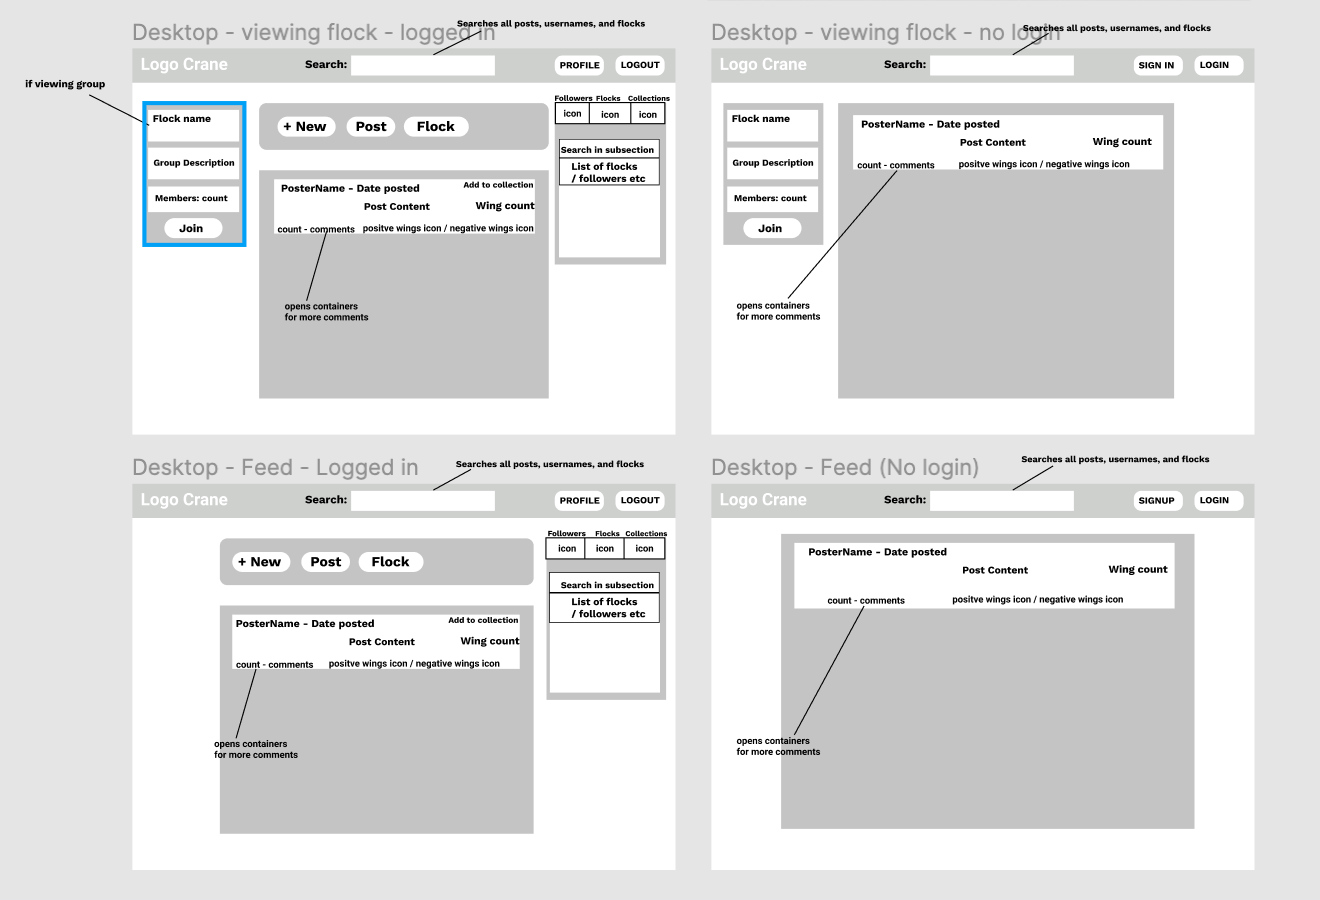 Desktop - viewing flock - logged in
Searches all posts, usernames, and flocks
Logo Crane
Search:
PROFILE
LOGOUT
if viewing group
Flock name
Group Description
Members: count
Join
+ New
Post
Flock
Followers
Flocks
Collections
icon
icon
icon
Search in subsection
List of flocks
/ followers etc
PosterName - Date posted
Add to collection
Post Content
Wing count
count - comments
positve wings icon / negative wings icon
opens containers
for more comments
Desktop - viewing flock - no login
Searches all posts, usernames, and flocks
Logo Crane
Search:
SIGN IN
LOGIN
Flock name
Group Description
Members: count
Join
PosterName - Date posted
Post Content
Wing count
count - comments
positve wings icon / negative wings icon
opens containers
for more comments
Desktop - Feed - Logged in
Searches all posts, usernames, and flocks
Logo Crane
Search:
PROFILE
LOGOUT
+ New
Post
Flock
Followers
Flocks
Collections
icon
icon
icon
Search in subsection
List of flocks
/ followers etc
PosterName - Date posted
Add to collection
Post Content
Wing count
count - comments
positve wings icon / negative wings icon
opens containers
for more comments
Desktop - Feed (No login)
Searches all posts, usernames, and flocks
Logo Crane
Search:
SIGNUP
LOGIN
PosterName - Date posted
Post Content
Wing count
count - comments
positve wings icon / negative wings icon
opens containers
for more comments